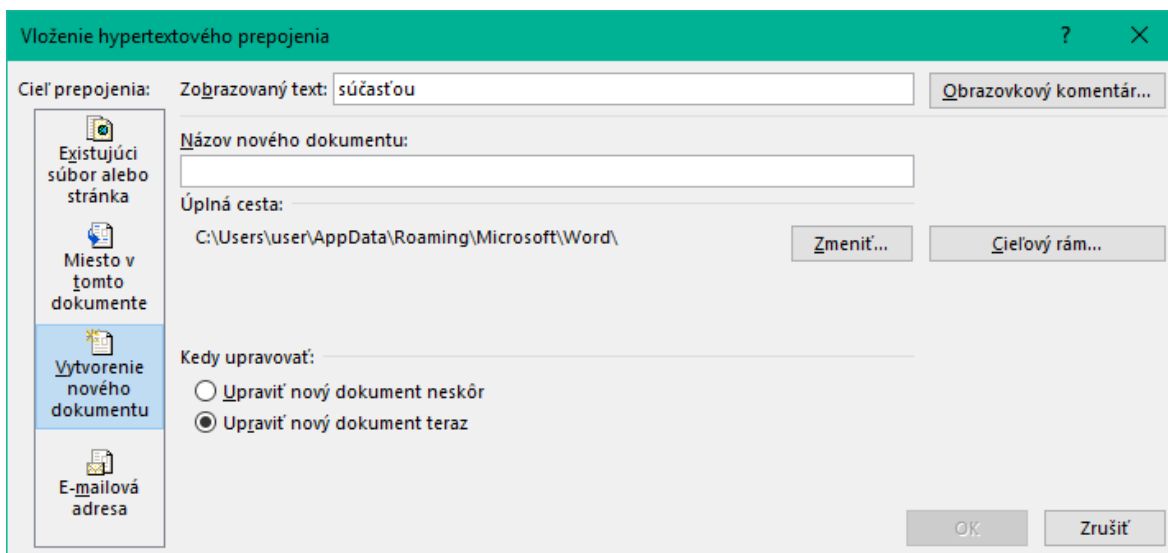 Vloženie hypertextového prepojenia
?
Cieľ prepojenia:
Existujúci
súbor alebo
stránka
Miesto v
tomto
dokumente
Vytvorenie
nového
dokumentu
E-mailová
adresa
Zobrazovaný text: súčasťou
Obrazovkový komentár...
Názov nového dokumentu:
Úplná cesta:
C:\Users\user\AppData\Roaming\Microsoft\Word\
Zmeniť...
Cieľový rám...
Kedy upravovať:
Upraviť nový dokument neskôr
Upraviť nový dokument teraz
OK
Zrušiť